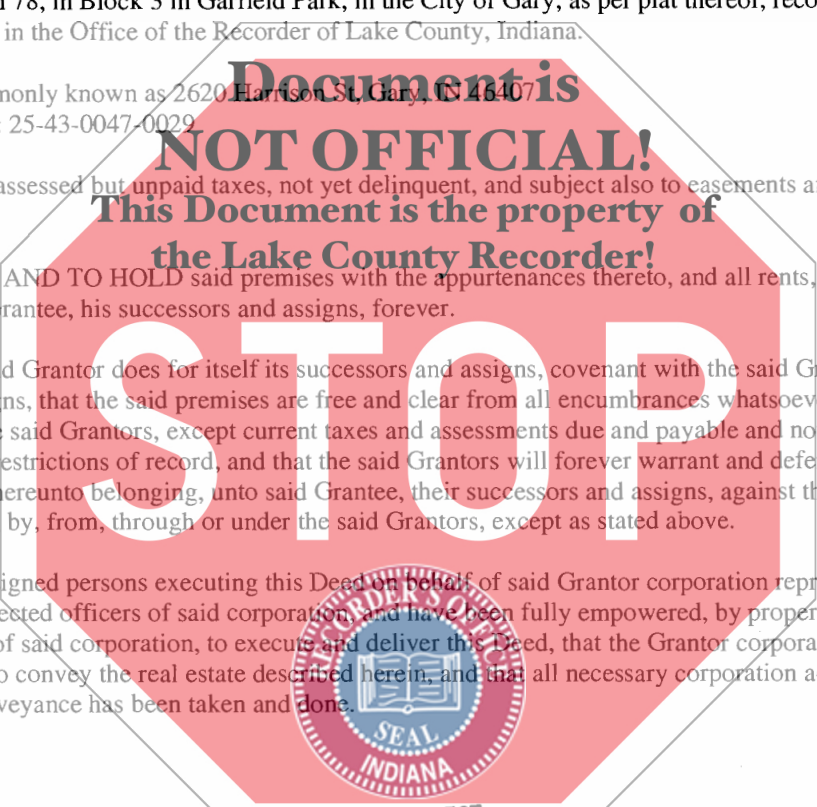 78, in Block 3 in Garfield Park, in the City of Gary, as per plat thereof,
in the Office of the Recorder of Lake County, Indiana.
Document is
monly known as 2620 Harrison St, Gary, IN 46407
25-43-0047-0029
NOT OFFICIAL!
assessed but unpaid taxes, not yet delinquent, and subject also to easements a
This Document is the property of
the Lake County Recorder!
AND TO HOLD said premises with the appurtenances thereto, and all rents,
rantee, his successors and assigns, forever.
STOP
d Grantor does for itself its successors and assigns, covenant with the said G
ns, that the said premises are free and clear from all encumbrances whatsoev
said Grantors, except current taxes and assessments due and payable and no
estrictions of record, and that the said Grantors will forever warrant and defe
hereunto belonging, unto said Grantee, their successors and assigns, against th
by, from, through or under the said Grantors, except as stated above.
igned persons executing this Deed on behalf of said Grantor corporation repr
ected officers of said corporation, and have been fully empowered, by proper
of said corporation, to execute and deliver this Deed, that the Grantor corpora
o convey the real estate described herein, and that all necessary corporation a
veyance has been taken and done.
RECORDER'S OFFICE
SEAL
INDIANA